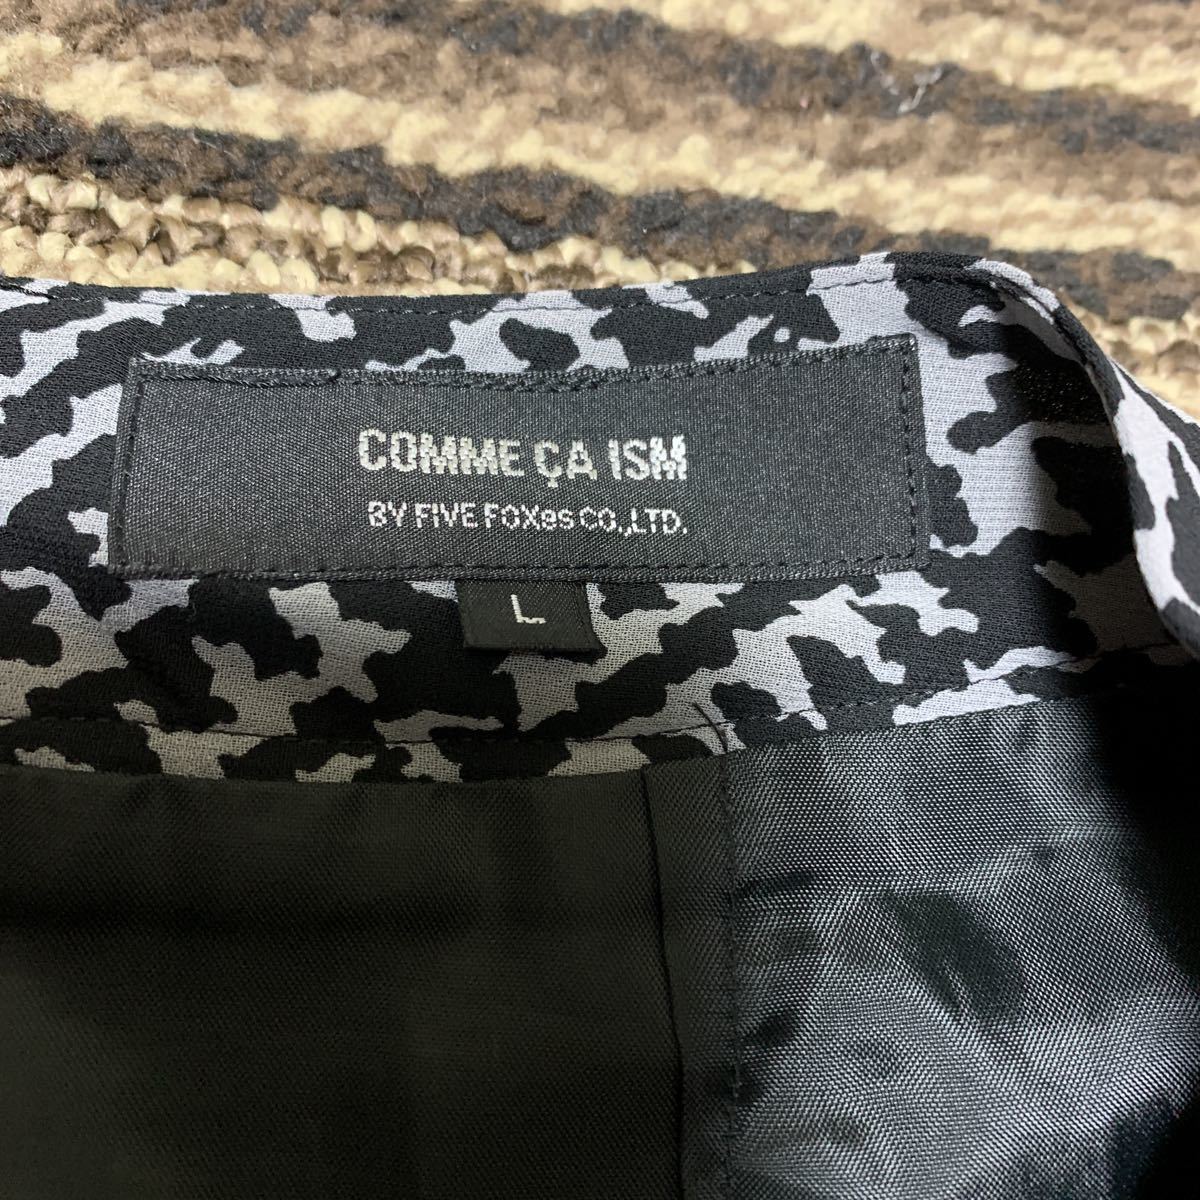 COMME ÇA ISM
BY FIVE FOXes CO.,LTD.
L